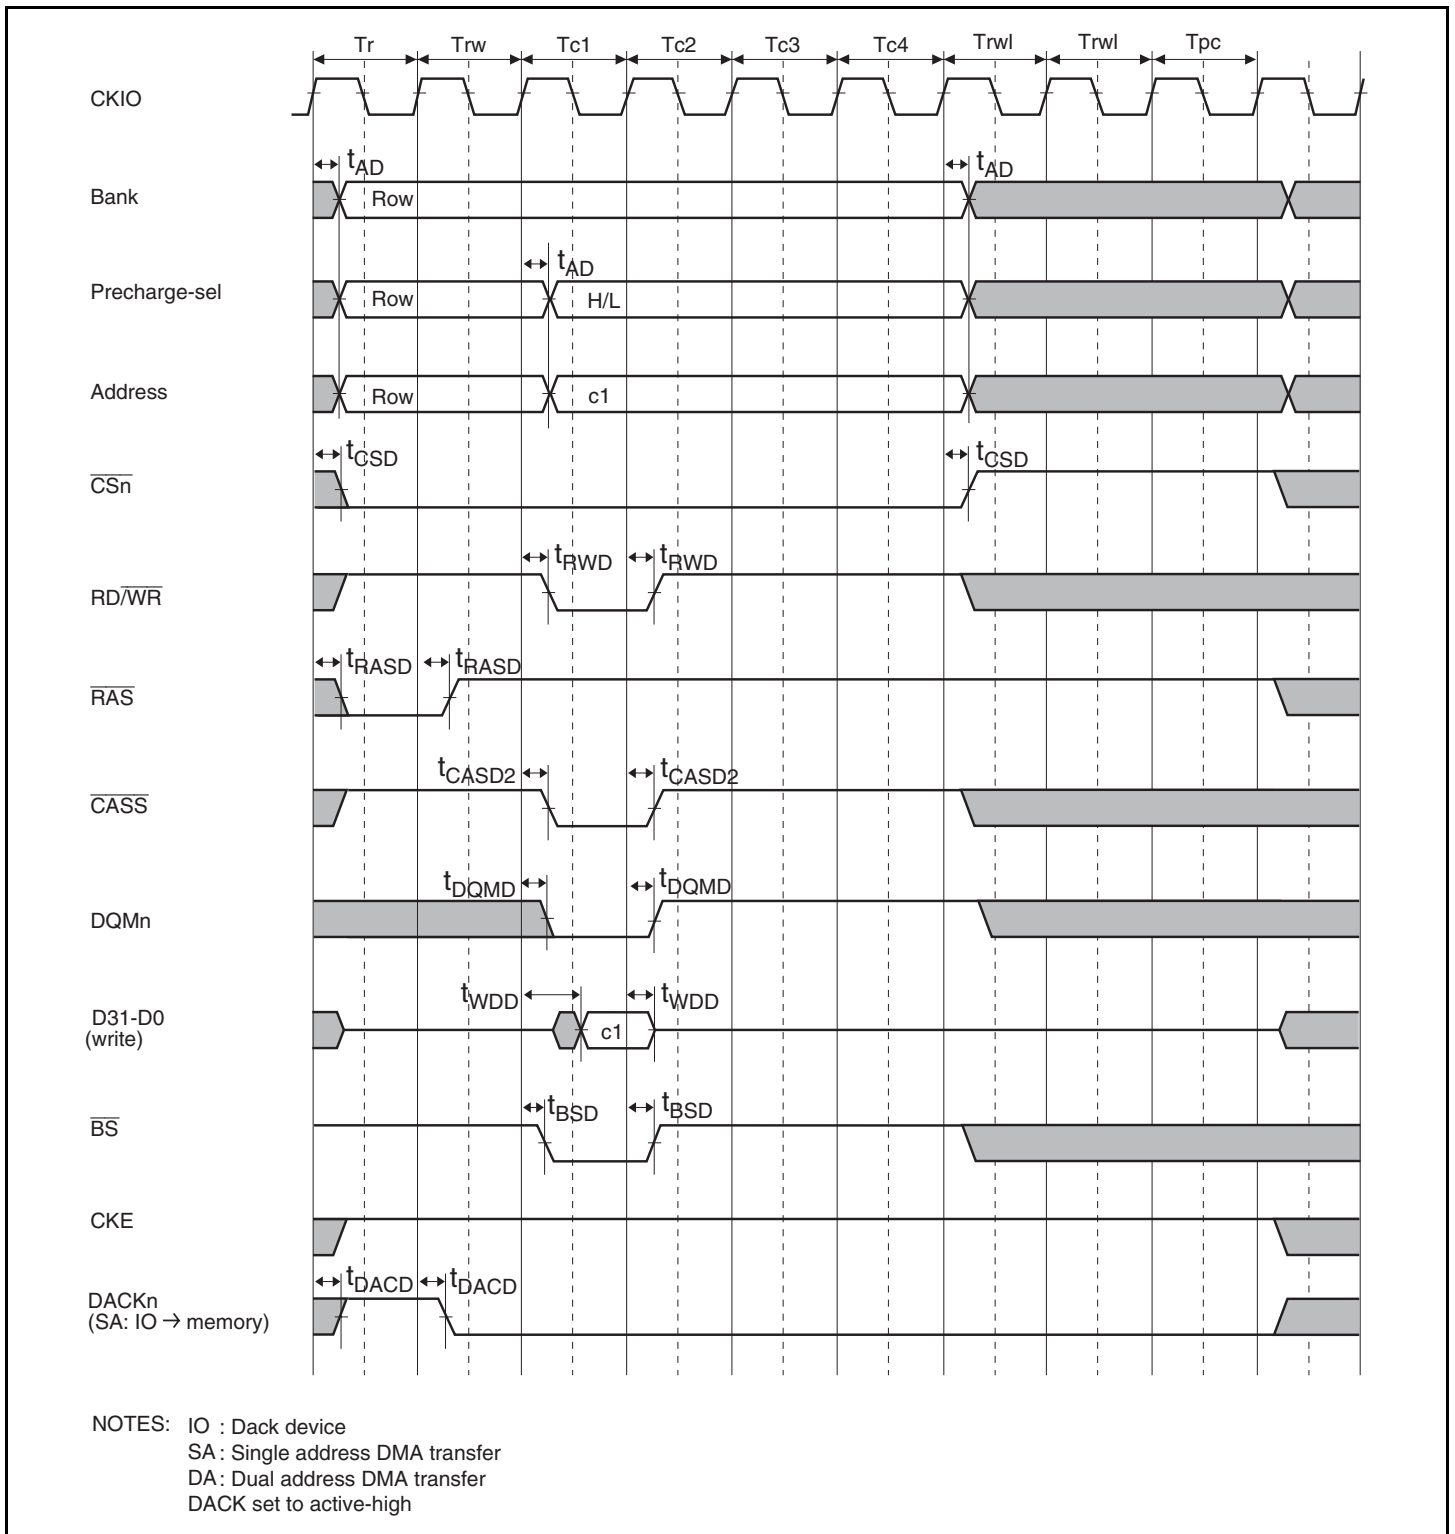 Tr Trw Tc1 Tc2 Tc3 Tc4 Trwl Trwl Tpc
CKIO
tAD tAD
Bank Row
tAD
Precharge-sel Row H/L
Address Row c1
tCSD tCSD
CSn
tRWD tRWD
RD/WR
tRASD tRASD
RAS
tCASD2 tCASD2
CASS
tDQMD tDQMD
DQMn
tWDD tWDD
D31-D0 c1
(write)
tBSD tBSD
BS
CKE
tDACD tDACD
DACKn
(SA: IO → memory)
NOTES: IO : Dack device
SA : Single address DMA transfer
DA : Dual address DMA transfer
DACK set to active-high